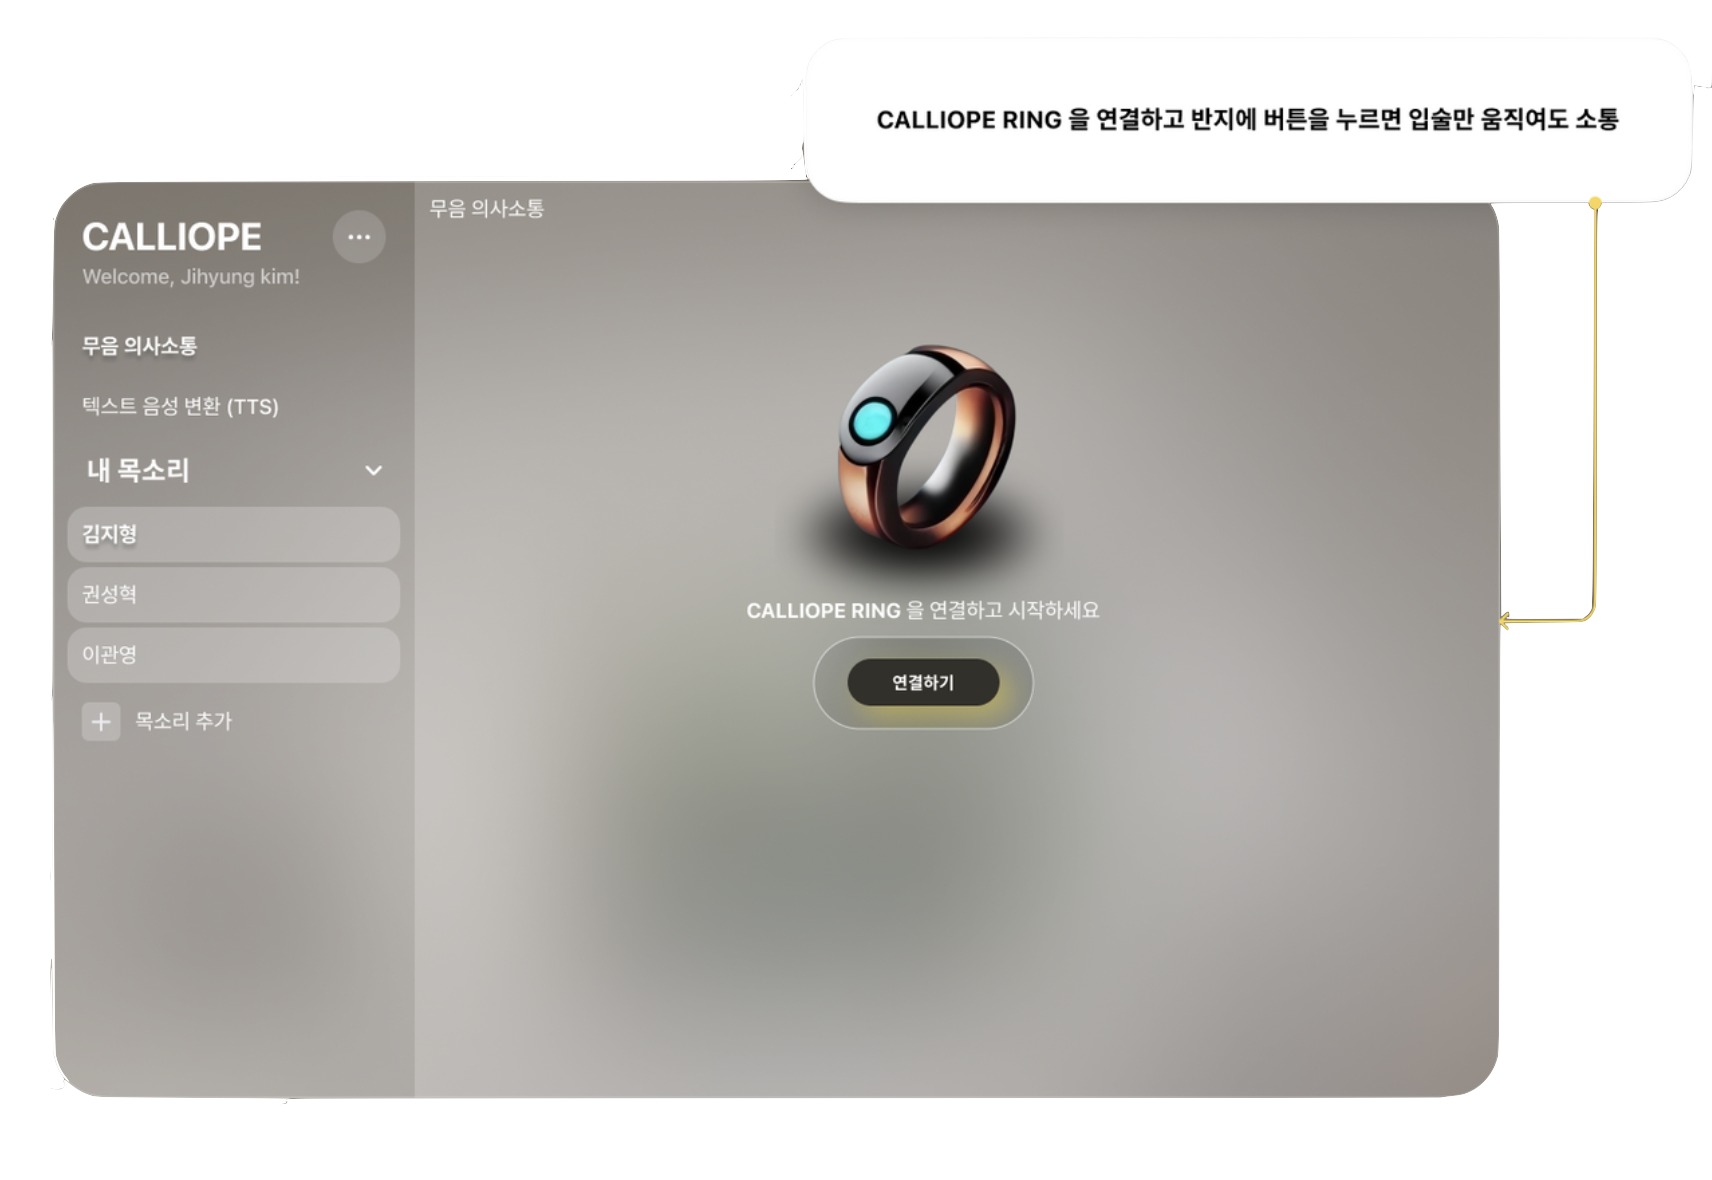 CALLIOPE RING 을 연결하고 반지에 버튼을 누르면 입술만 움직여도 소통
CALLIOPE
Welcome, Jihyung kim!
무음 의사소통
텍스트 음성 변환 (TTS)
내 목소리
김지형
권성혁
이관영
목소리 추가
무음 의사소통
CALLIOPE RING 을 연결하고 시작하세요
연결하기